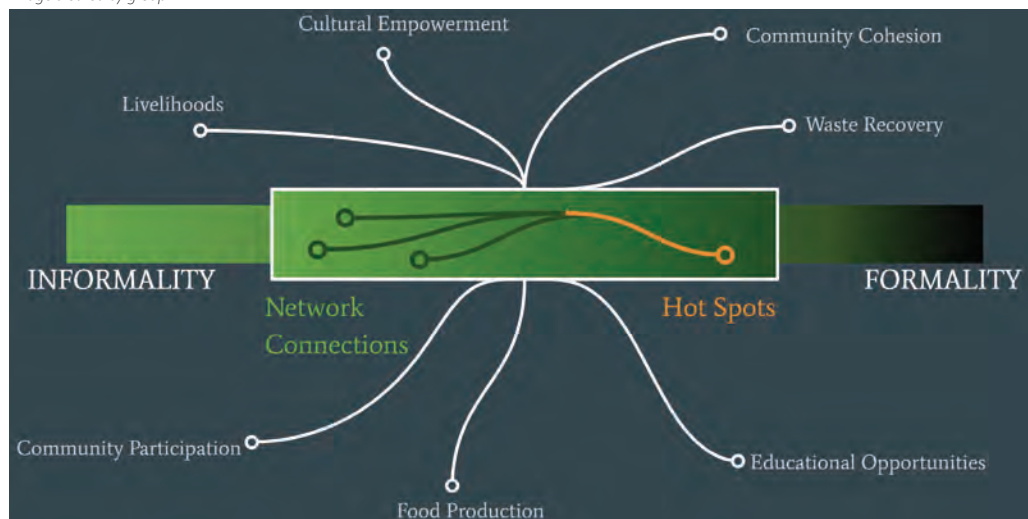 Cultural Empowerment
Community Cohesion
Livelihoods
Waste Recovery
INFORMALITY
FORMALITY
Network
Connections
Hot Spots
Community Participation
Educational Opportunities
Food Production